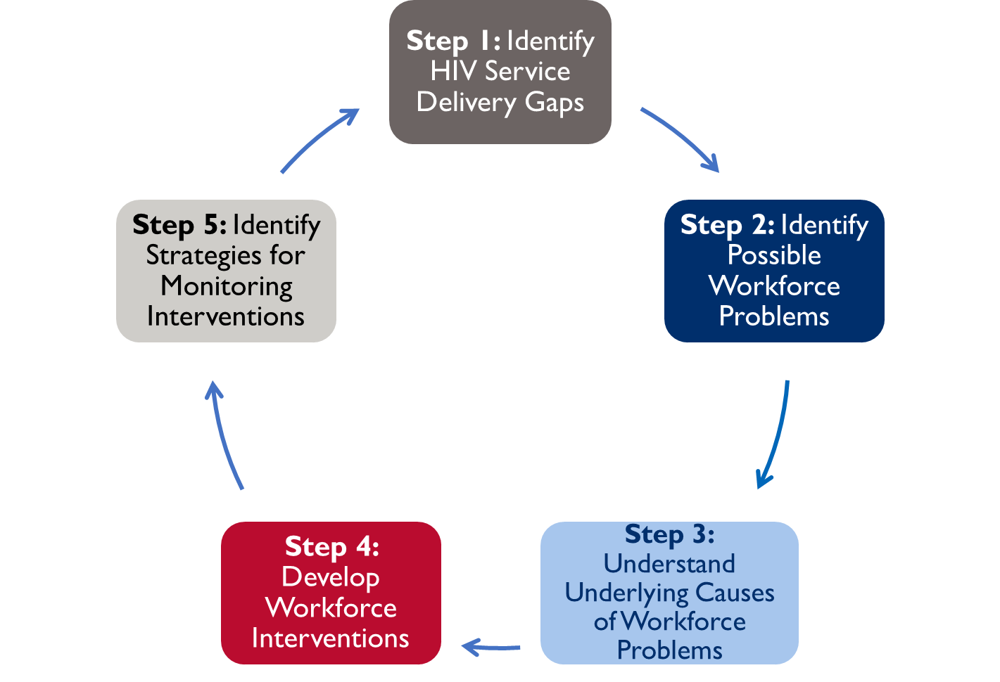 Step 1: Identify
HIV Service
Delivery Gaps
Step 2: Identify
Possible
Workforce
Problems
Step 3:
Understand
Underlying Causes
of Workforce
Problems
Step 4:
Develop
Workforce
Interventions
Step 5: Identify
Strategies for
Monitoring
Interventions